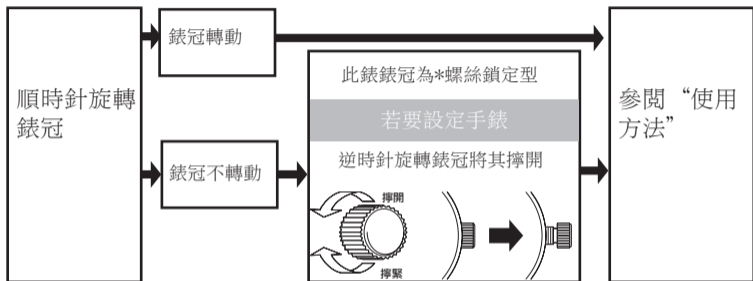 順時針旋轉
錶冠
錶冠轉動
錶冠不轉動
此錶錶冠為*螺絲鎖定型
若要設定手錶
逆時針旋轉錶冠將其擰開
擰開
擰緊
參閱“使用
方法”